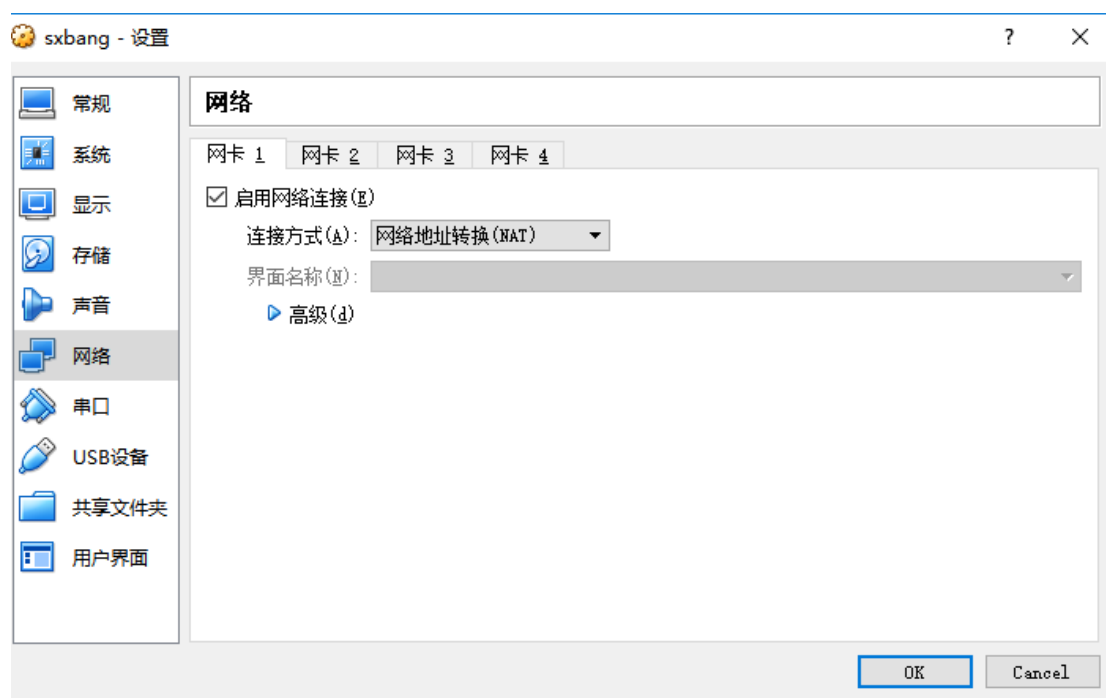 sxbang - 设置
?
常规
系统
显示
存储
声音
网络
串口
USB设备
共享文件夹
用户界面
网络
网卡 1 网卡 2 网卡 3 网卡 4
启用网络连接(E)
连接方式(A): 网络地址转换(NAT)
界面名称(N):
高级(d)
OK Cancel